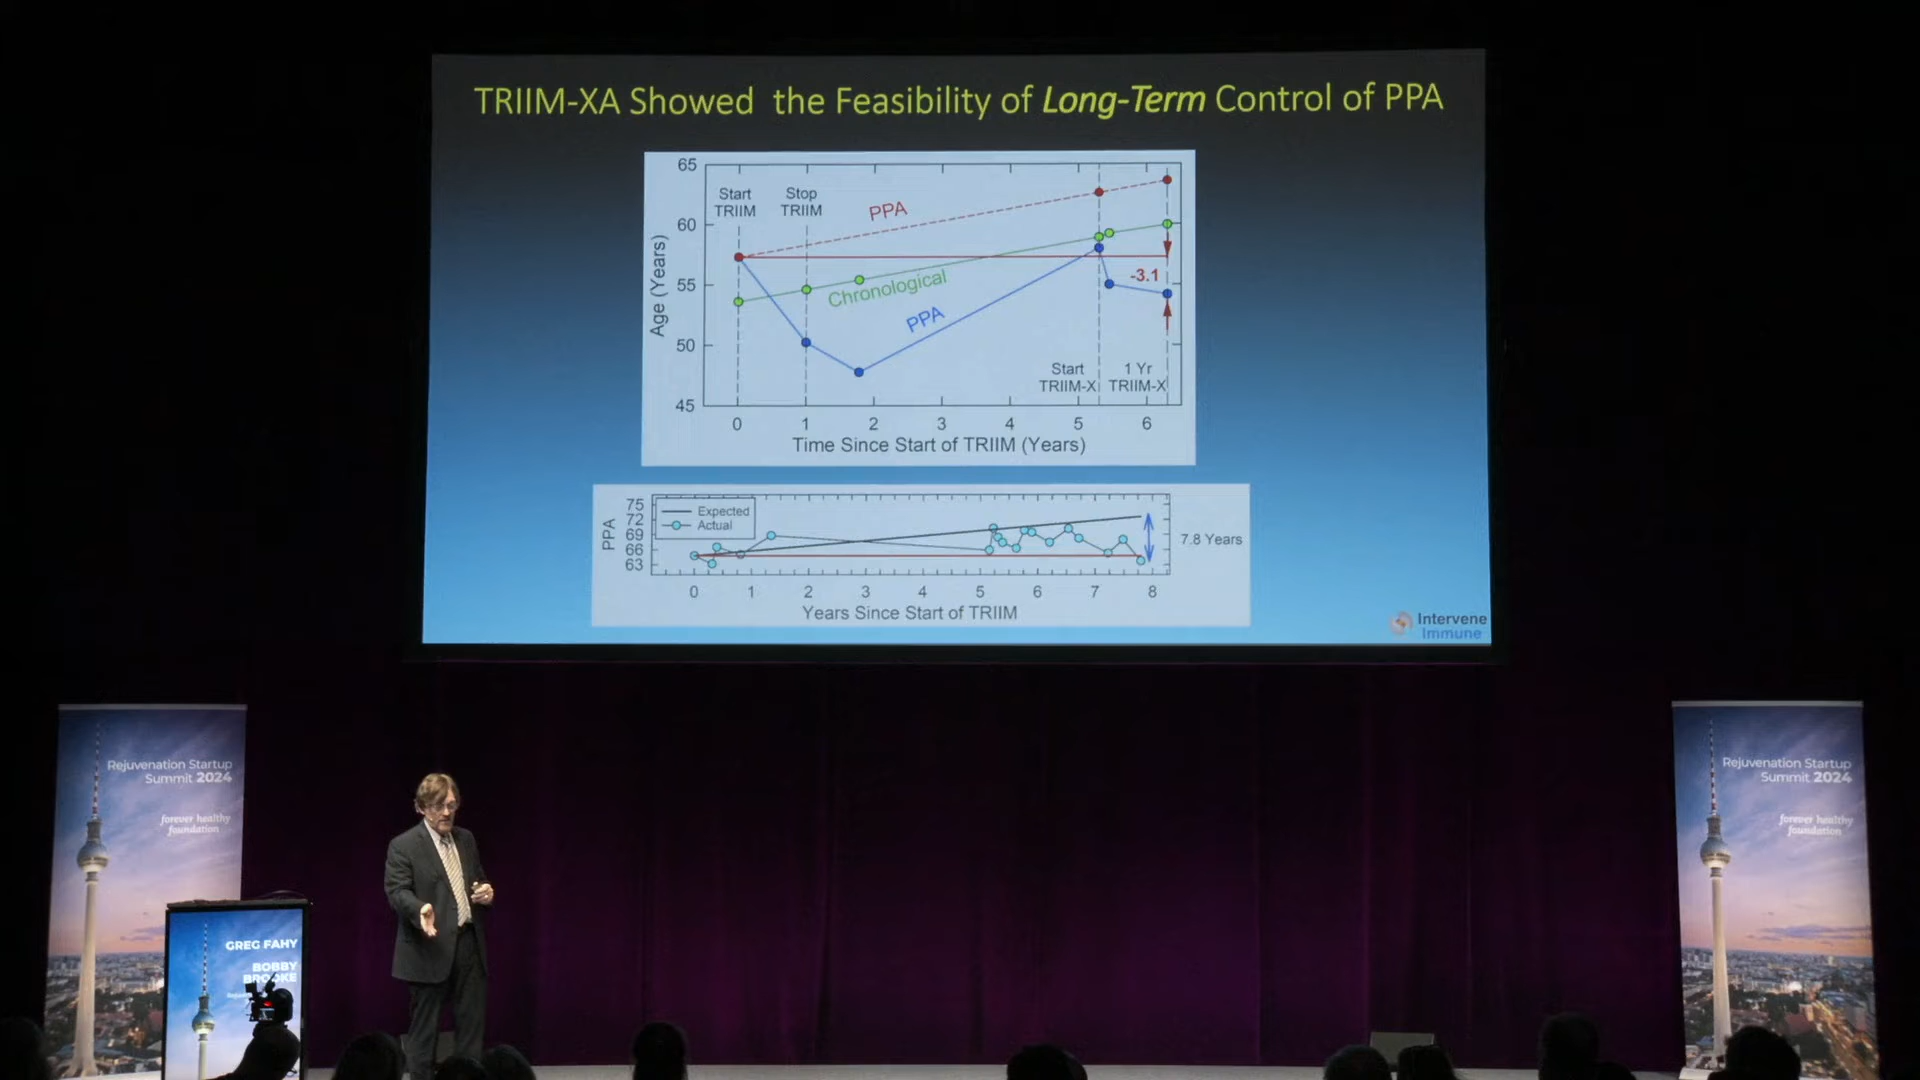 TRIIM-XA Showed the Feasibility of Long-Term Control of PPA
65
60
55
50
45
Age (Years)
Start
TRIIM
Stop
TRIIM
PPA
Chronological
PPA
-3.1
Start
TRIIM-X
1 Yr
TRIIM-X
0 1 2 3 4 5 6
Time Since Start of TRIIM (Years)
75
72
69
66
63
PPA
Expected
Actual
7.8 Years
0 1 2 3 4 5 6 7 8
Years Since Start of TRIIM
Intervene
Immune
Rejuvenation Startup
Summit 2024
forever healthy
foundation
GREG FAHY
BOBBY
BROOKE
Rejuvenation Startup
Summit 2024
forever healthy
foundation